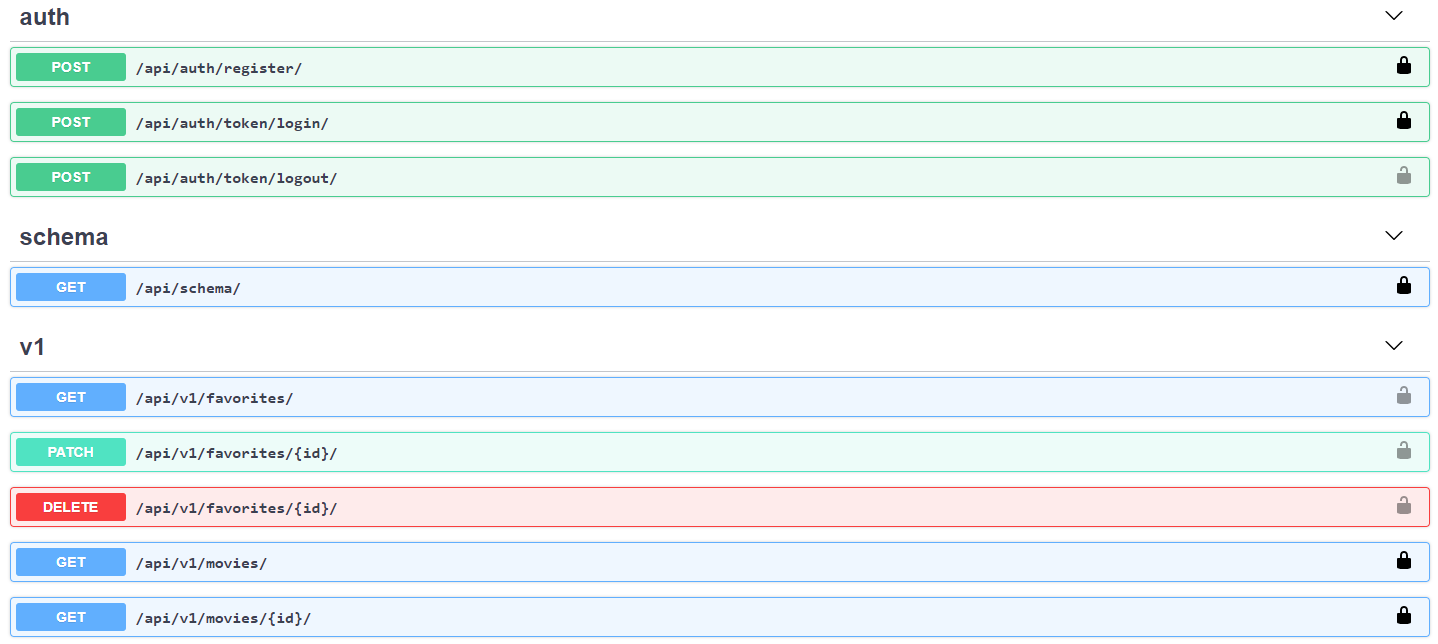 auth
POST /api/auth/register/
POST /api/auth/token/login/
POST /api/auth/token/logout/
schema
GET /api/schema/
v1
GET /api/v1/favorites/
PATCH /api/v1/favorites/{id}/
DELETE /api/v1/favorites/{id}/
GET /api/v1/movies/
GET /api/v1/movies/{id}/